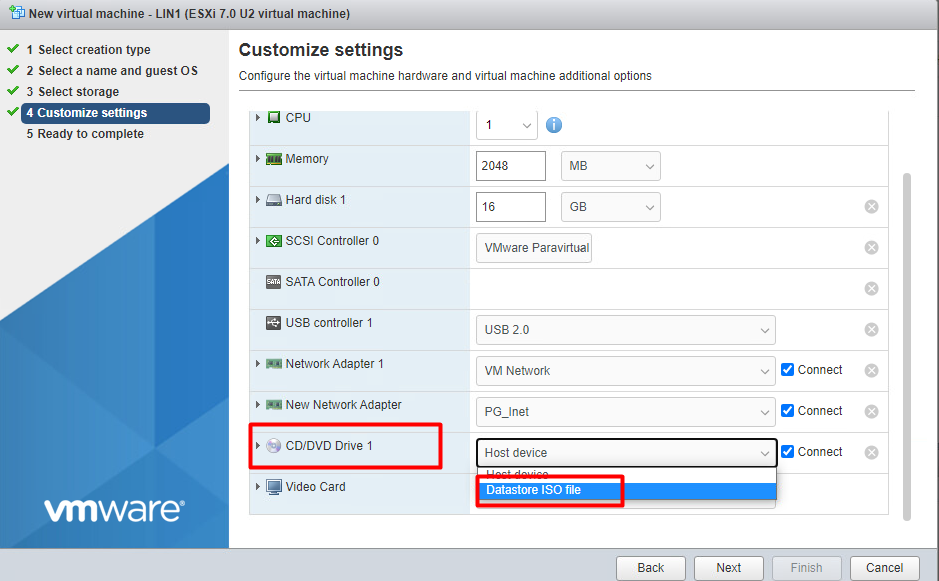 New virtual machine - LIN1 (ESXi 7.0 U2 virtual machine)
1 Select creation type
2 Select a name and guest OS
3 Select storage
4 Customize settings
5 Ready to complete
vmware®
Customize settings
Configure the virtual machine hardware and virtual machine additional options
CPU 1 i
Memory 2048 MB
Hard disk 1 16 GB
SCSI Controller 0 VMware Paravirtual
SATA SATA Controller 0
USB controller 1 USB 2.0
Network Adapter 1 VM Network Connect
New Network Adapter PG_Inet Connect
CD/DVD Drive 1 Host device Connect
Host device
Datastore ISO file
Video Card
Back Next Finish Cancel